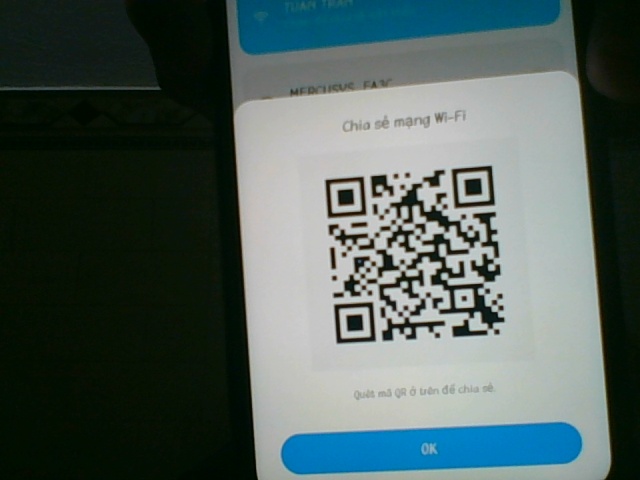 TUAN TRAN
MERCUSYS_FA3C
Chia sẻ mạng Wi-Fi
Quét mã QR ở trên để chia sẻ.
OK